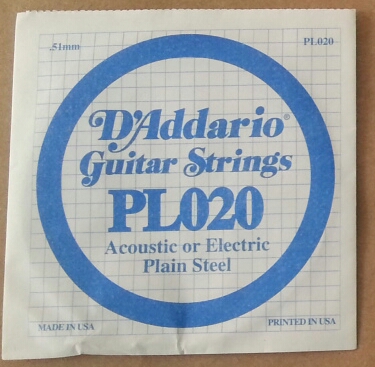 .51mm PL020
D'Addario®
Guitar Strings
PL020
Acoustic or Electric
Plain Steel
MADE IN USA PRINTED IN USA